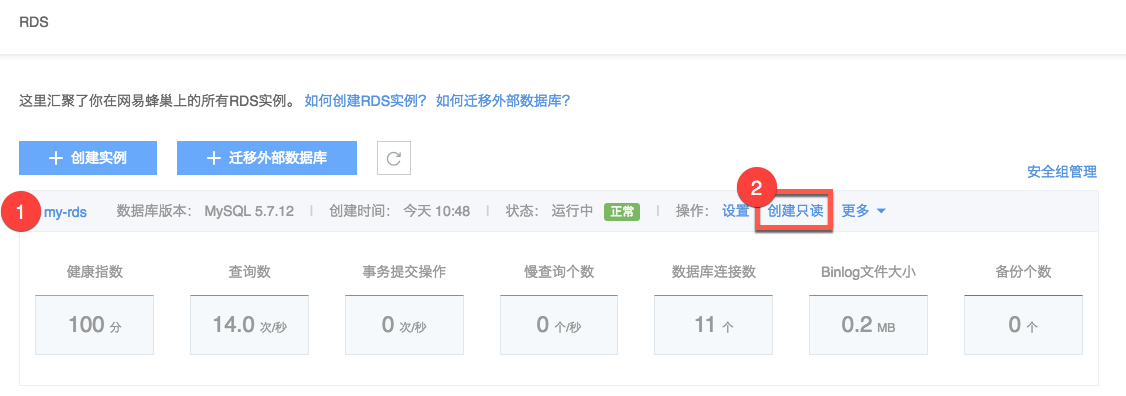 RDS
这里汇聚了你在网易蜂巢上的所有RDS实例。 如何创建RDS实例? 如何迁移外部数据库?
+ 创建实例 + 迁移外部数据库
安全组管理
1 my-rds 数据库版本: MySQL 5.7.12 | 创建时间: 今天 10:48 | 状态: 运行中 正常 | 操作: 设置 2 创建只读 更多
健康指数 查询数 事务提交操作 慢查询个数 数据库连接数 Binlog文件大小 备份个数
100 分 14.0 次/秒 0 次/秒 0 个/秒 11 个 0.2 MB 0 个